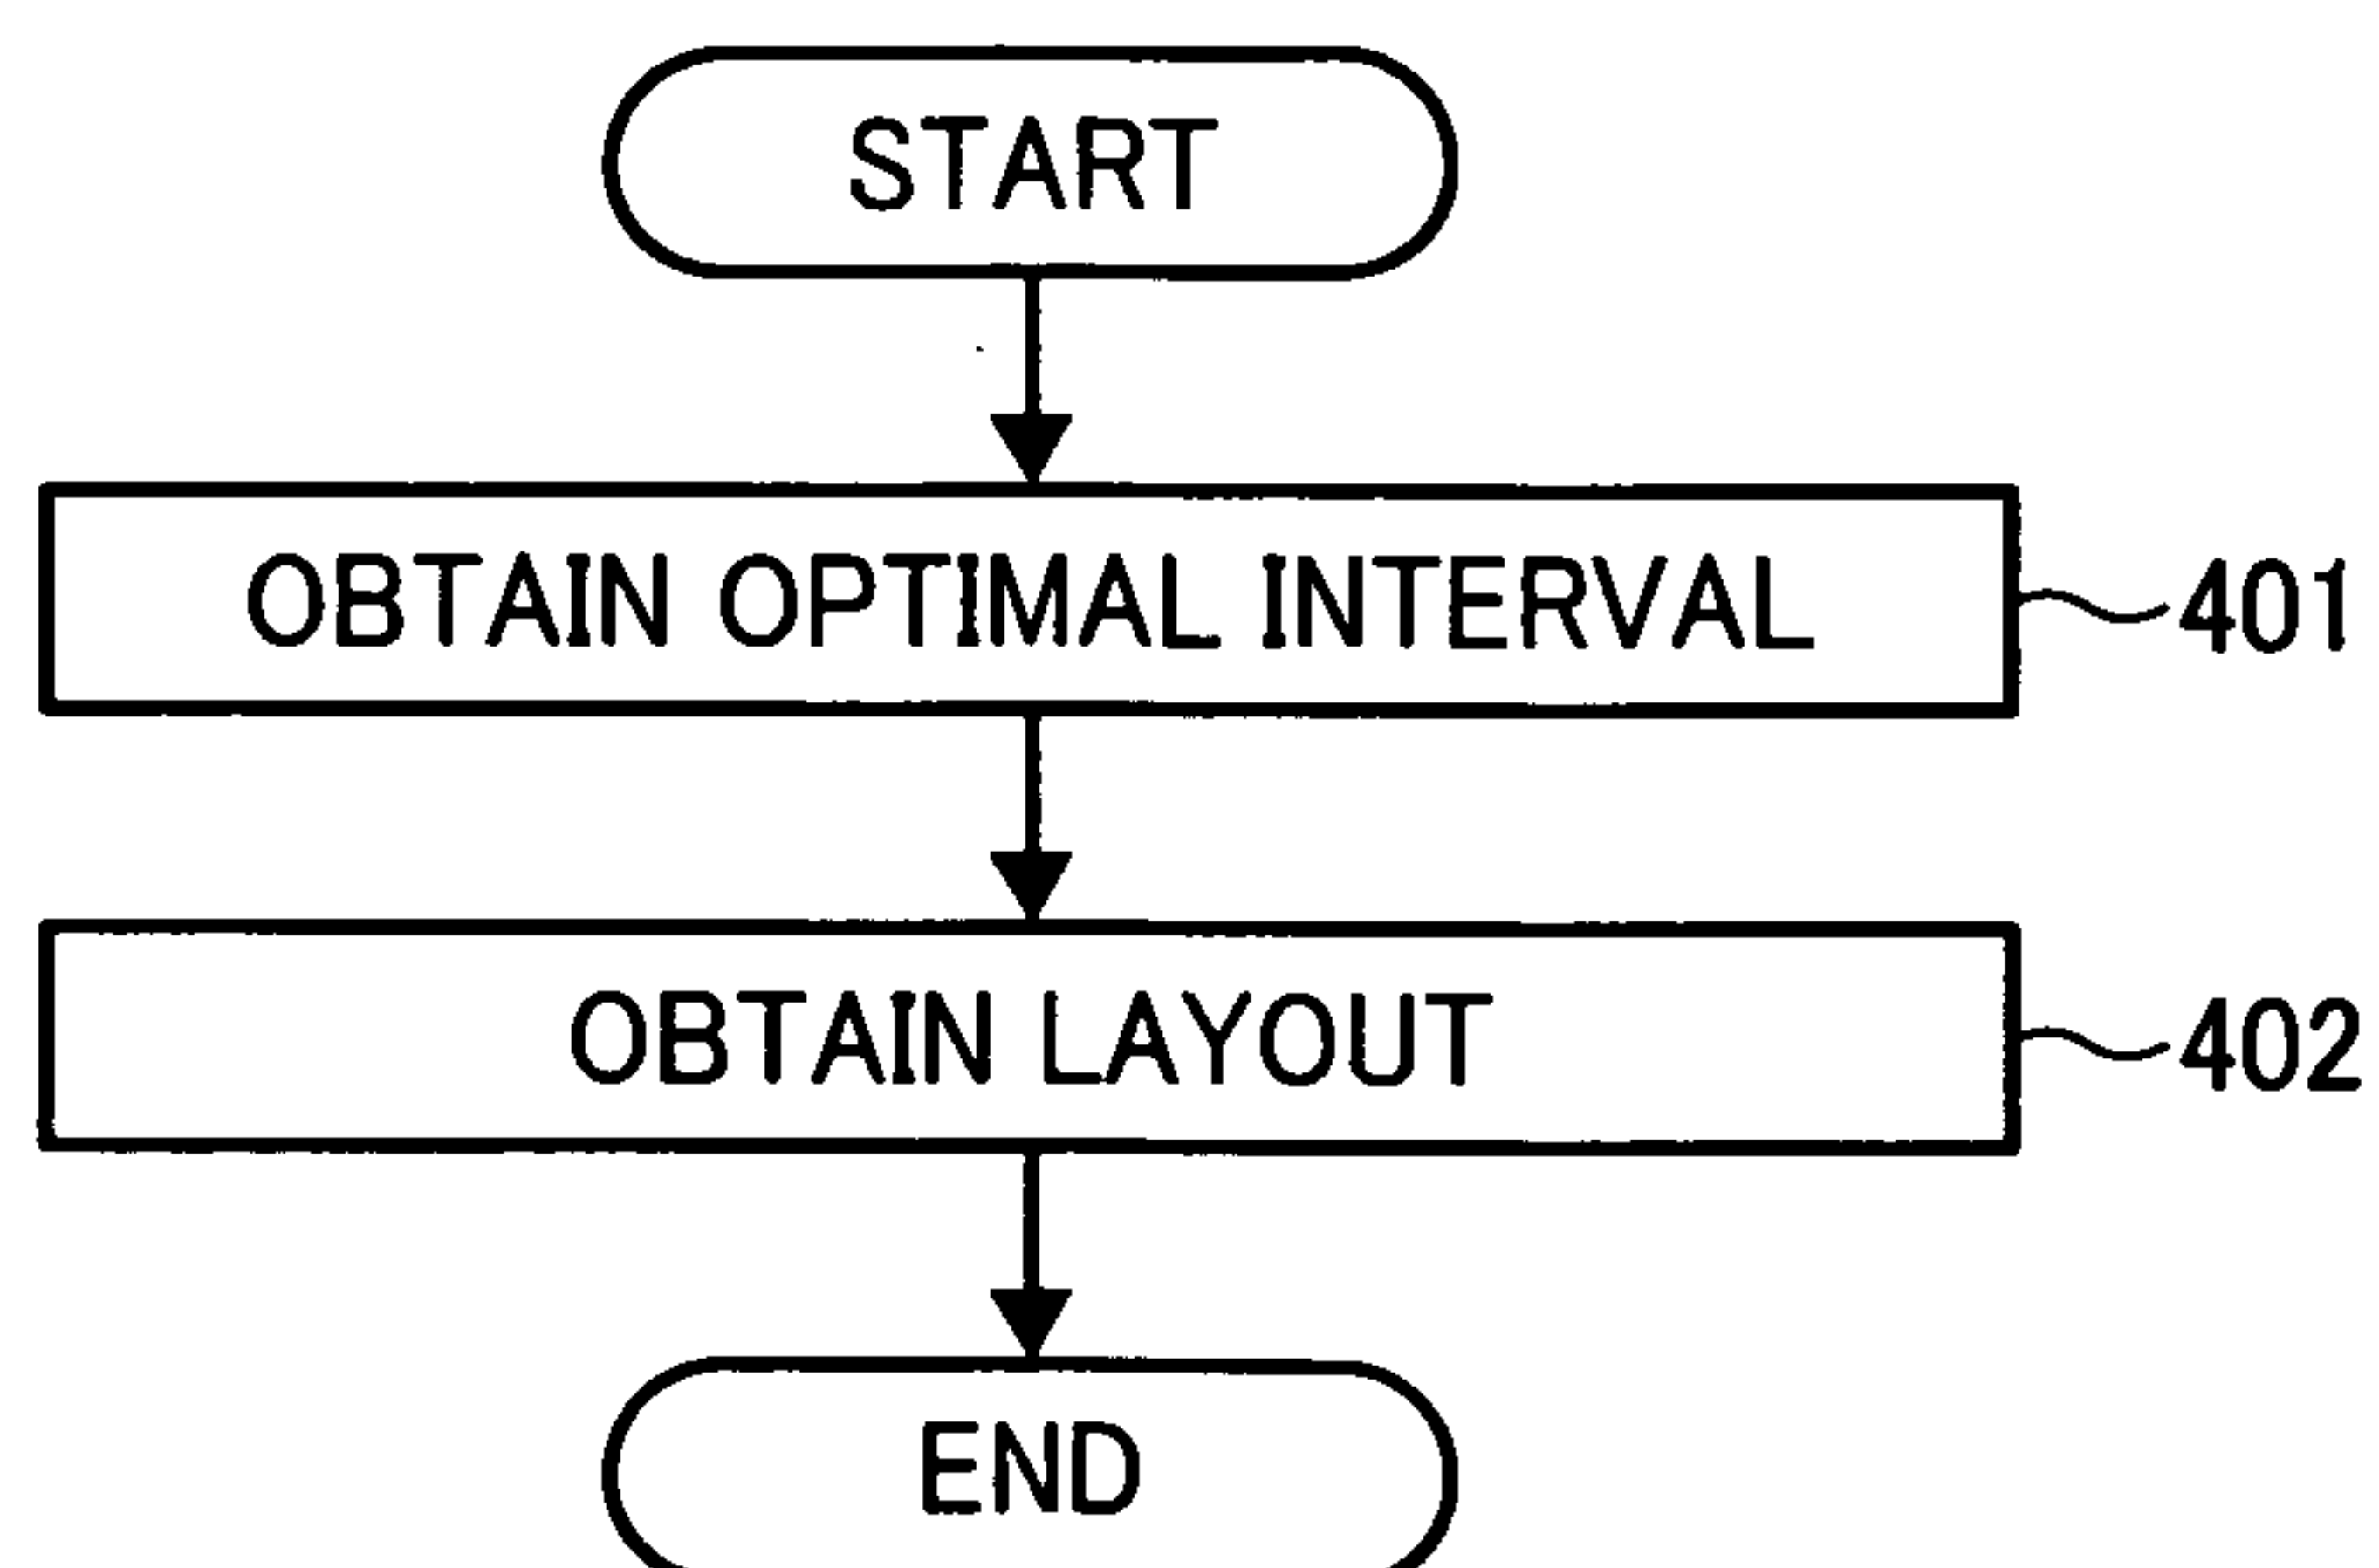 START
OBTAIN OPTIMAL INTERVAL
401
OBTAIN LAYOUT
402
END